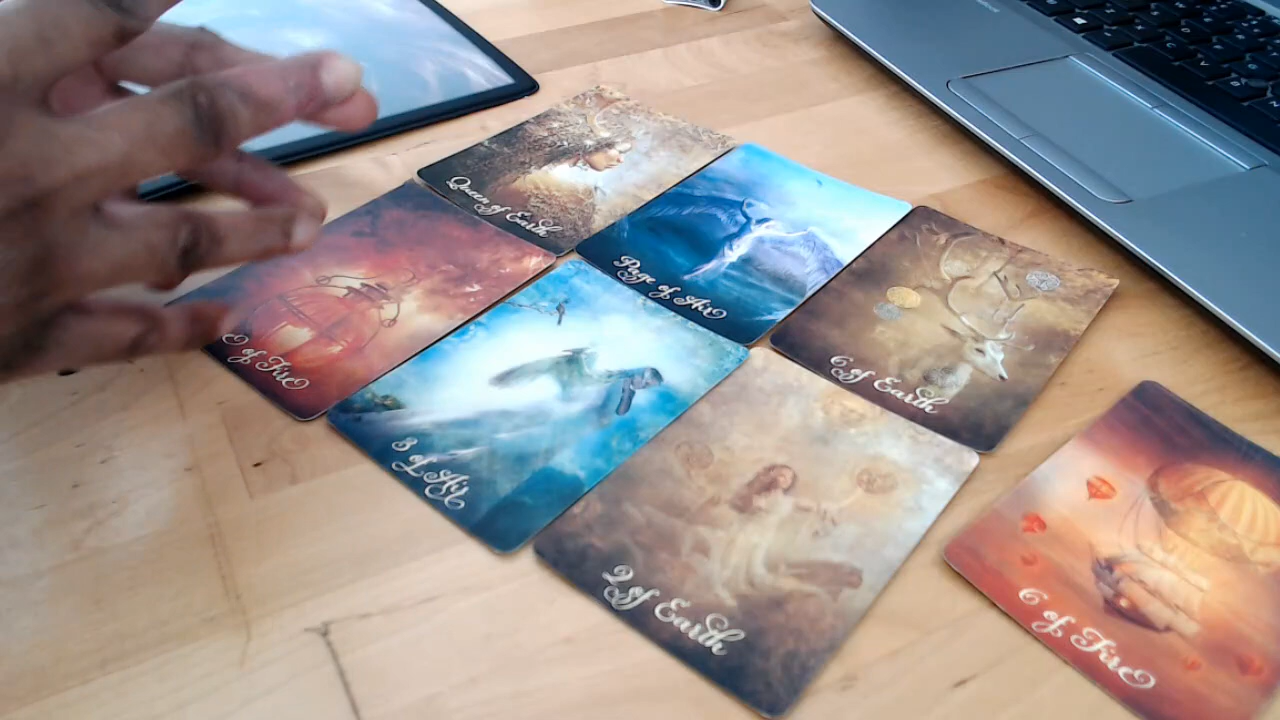 Queen of Earth
Page of Air
6 of Earth
of Fire
3 of Air
2 of Earth
6 of Fire